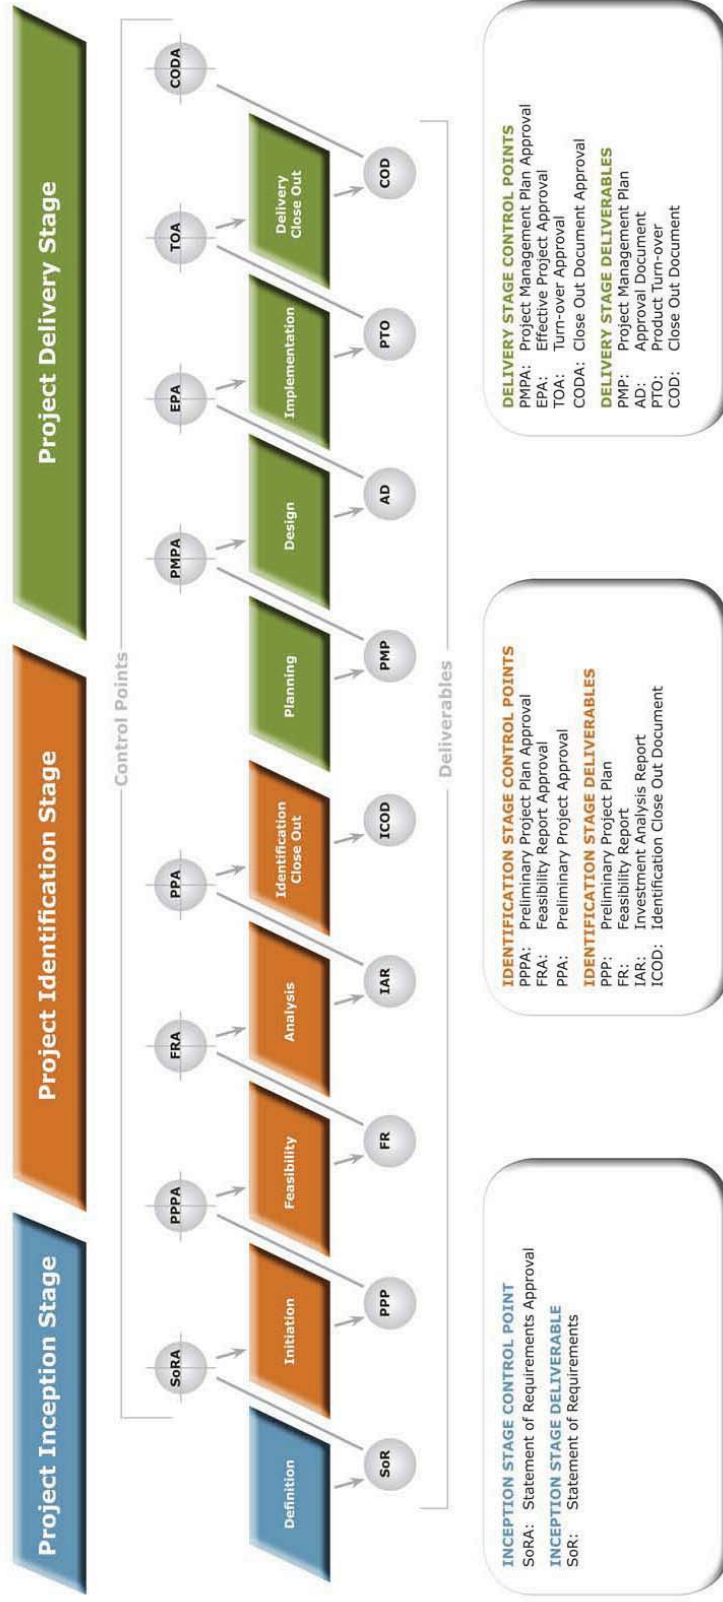 Project Inception Stage
Project Identification Stage
Project Delivery Stage
Control Points
SoRA
PPPA
FRA
PPA
PMPA
EPA
TOA
CODA
Definition
Initiation
Feasibility
Analysis
Identification
Close Out
Planning
Design
Implementation
Delivery
Close Out
SoR
PPP
FR
IAR
ICOD
PMP
AD
PTO
COD
Deliverables
INCEPTION STAGE CONTROL POINT
SoRA: Statement of Requirements Approval
INCEPTION STAGE DELIVERABLE
SoR: Statement of Requirements
IDENTIFICATION STAGE CONTROL POINTS
PPPA: Preliminary Project Plan Approval
FRA: Feasibility Report Approval
PPA: Preliminary Project Approval
IDENTIFICATION STAGE DELIVERABLES
PPP: Preliminary Project Plan
FR: Feasibility Report
IAR: Investment Analysis Report
ICOD: Identification Close Out Document
DELIVERY STAGE CONTROL POINTS
PMPA: Project Management Plan Approval
EPA: Effective Project Approval
TOA: Turn-over Approval
CODA: Close Out Document Approval
DELIVERY STAGE DELIVERABLES
PMP: Project Management Plan
AD: Approval Document
PTO: Product Turn-over
COD: Close Out Document